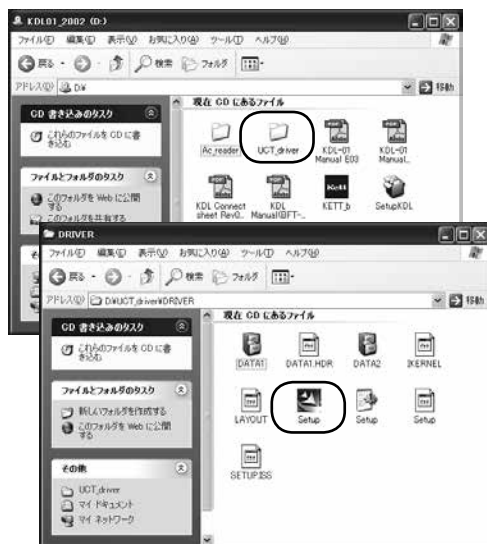 KDL01_2002 (D:)
ファイル(F) 編集(E) 表示(V) お気に入り(A) ツール(T) ヘルプ(H)
戻る 検索 フォルダ
アドレス(D) D:¥ 移動
CD 書き込みのタスク
これらのファイルを CD に書き込む
ファイルとフォルダのタスク
このフォルダを Web に公開する
このフォルダを共有する
現在 CD にあるファイル
Ac_reader UCT_driver KDL-01 Manual E03 KDL-01 Manual...
KDL Connect sheet Rev0... KDL Manual(BFT-... KETT_b SetupKDL
DRIVER
ファイル(F) 編集(E) 表示(V) お気に入り(A) ツール(T) ヘルプ(H)
戻る 検索 フォルダ
アドレス(D) D:¥UCT_driver¥DRIVER 移動
CD 書き込みのタスク
これらのファイルを CD に書き込む
ファイルとフォルダのタスク
新しいフォルダを作成する
このフォルダを Web に公開する
その他
UCT_driver
マイ ドキュメント
マイ ネットワーク
現在 CD にあるファイル
DATA1 DATA1.HDR DATA2 IKERNEL
LAYOUT Setup Setup Setup
SETUP.ISS